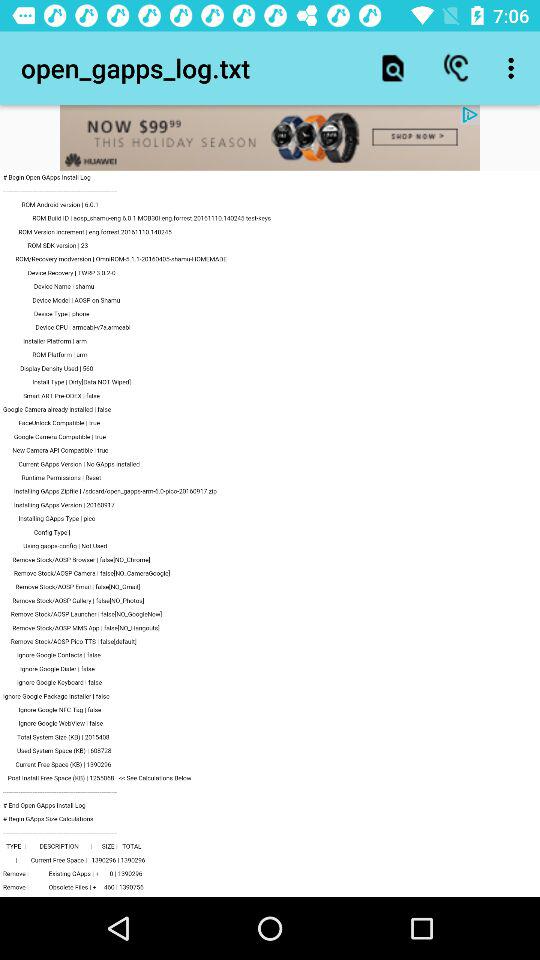 7:06
open_gapps_log.txt
NOW $99⁹⁹
THIS HOLIDAY SEASON
HUAWEI
SHOP NOW >
# Begin Open GApps Install Log
------------------------------------------------------------------
ROM Android version | 6.0.1
ROM Build ID | aosp_shamu-eng 6.0.1 MOB30I eng.forrest.20161110.140245 test-keys
ROM Version increment | eng.forrest.20161110.140245
ROM SDK version | 23
ROM/Recovery modversion | OmniROM-5.1.1-20160405-shamu-HOMEMADE
Device Recovery | TWRP 3.0.2-0
Device Name | shamu
Device Model | AOSP on Shamu
Device Type | phone
Device CPU | armeabi-v7a,armeabi
Installer Platform | arm
ROM Platform | arm
Display Density Used | 560
Install Type | Dirty[Data NOT Wiped]
Smart ART Pre-ODEX | false
Google Camera already installed | false
FaceUnlock Compatible | true
Google Camera Compatible | true
New Camera API Compatible | true
Current GApps Version | No GApps Installed
Runtime Permissions | Reset
Installing GApps Zipfile | /sdcard/open_gapps-arm-6.0-pico-20160917.zip
Installing GApps Version | 20160917
Installing GApps Type | pico
Config Type |
Using gapps-config | Not Used
Remove Stock/AOSP Browser | false[NO_Chrome]
Remove Stock/AOSP Camera | false[NO_CameraGoogle]
Remove Stock/AOSP Email | false[NO_Gmail]
Remove Stock/AOSP Gallery | false[NO_Photos]
Remove Stock/AOSP Launcher | false[NO_GoogleNow]
Remove Stock/AOSP MMS App | false[NO_Hangouts]
Remove Stock/AOSP Pico TTS | false[default]
Ignore Google Contacts | false
Ignore Google Dialer | false
Ignore Google Keyboard | false
Ignore Google Package Installer | false
Ignore Google NFC Tag | false
Ignore Google WebView | false
Total System Size (KB) | 2015408
Used System Space (KB) | 608728
Current Free Space (KB) | 1390296
Post Install Free Space (KB) | 1255068 << See Calculations Below
------------------------------------------------------------------
# End Open GApps Install Log
# Begin GApps Size Calculations
------------------------------------------------------------------
TYPE | DESCRIPTION | SIZE | TOTAL
| Current Free Space | 1390296 | 1390296
Remove | Existing GApps | + 0 | 1390296
Remove | Obsolete Files | + 460 | 1390756